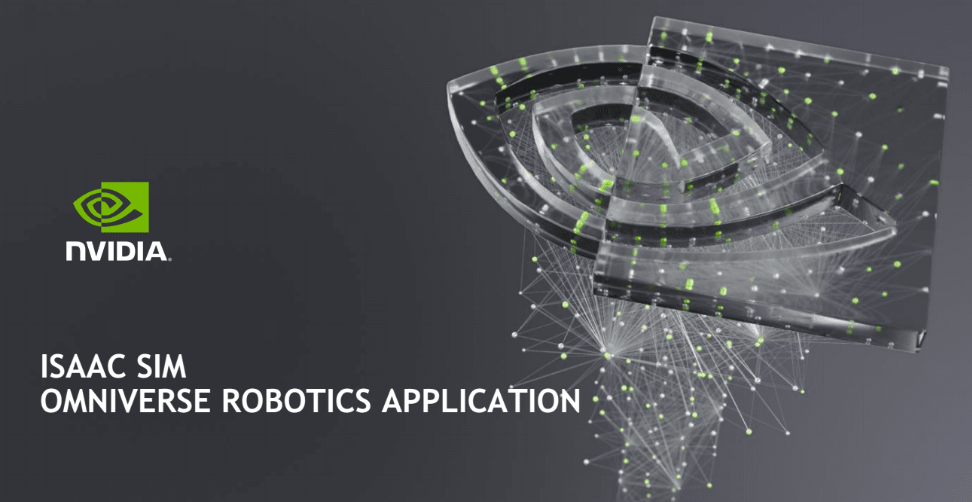 NVIDIA.
ISAAC SIM
OMNIVERSE ROBOTICS APPLICATION